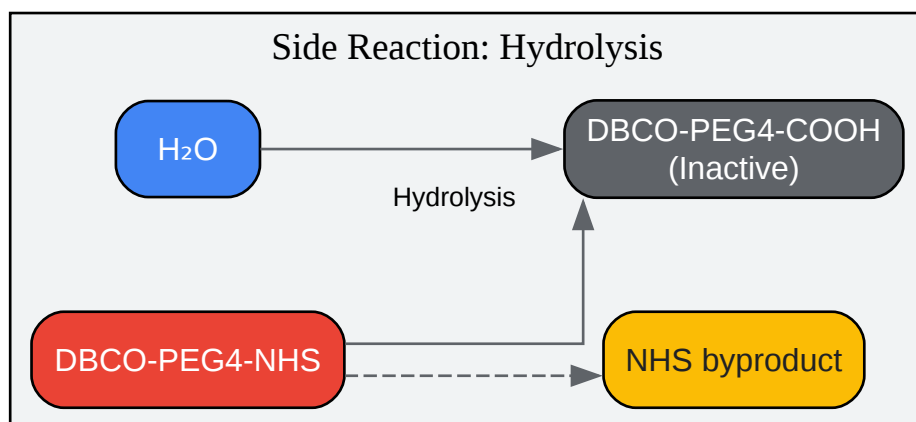 Side Reaction: Hydrolysis
H₂O
DBCO-PEG4-COOH
(Inactive)
Hydrolysis
DBCO-PEG4-NHS
NHS byproduct